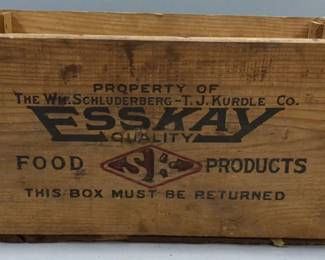 PROPERTY OF
THE WM. SCHLUDERBERG-T.J. KURDLE CO.
ESSKAY
QUALITY
FOOD PRODUCTS
THIS BOX MUST BE RETURNED